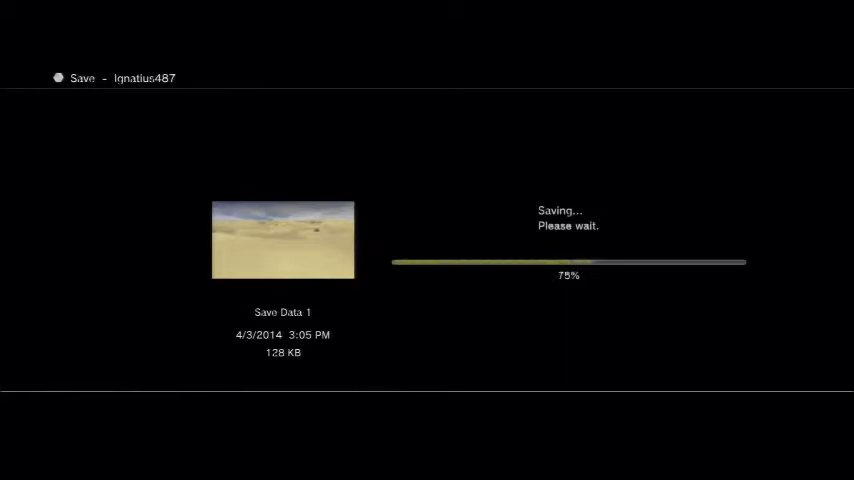 Save - Ignatius487
Saving...
Please wait.
75%
Save Data 1
4/3/2014 3:05 PM
128 KB